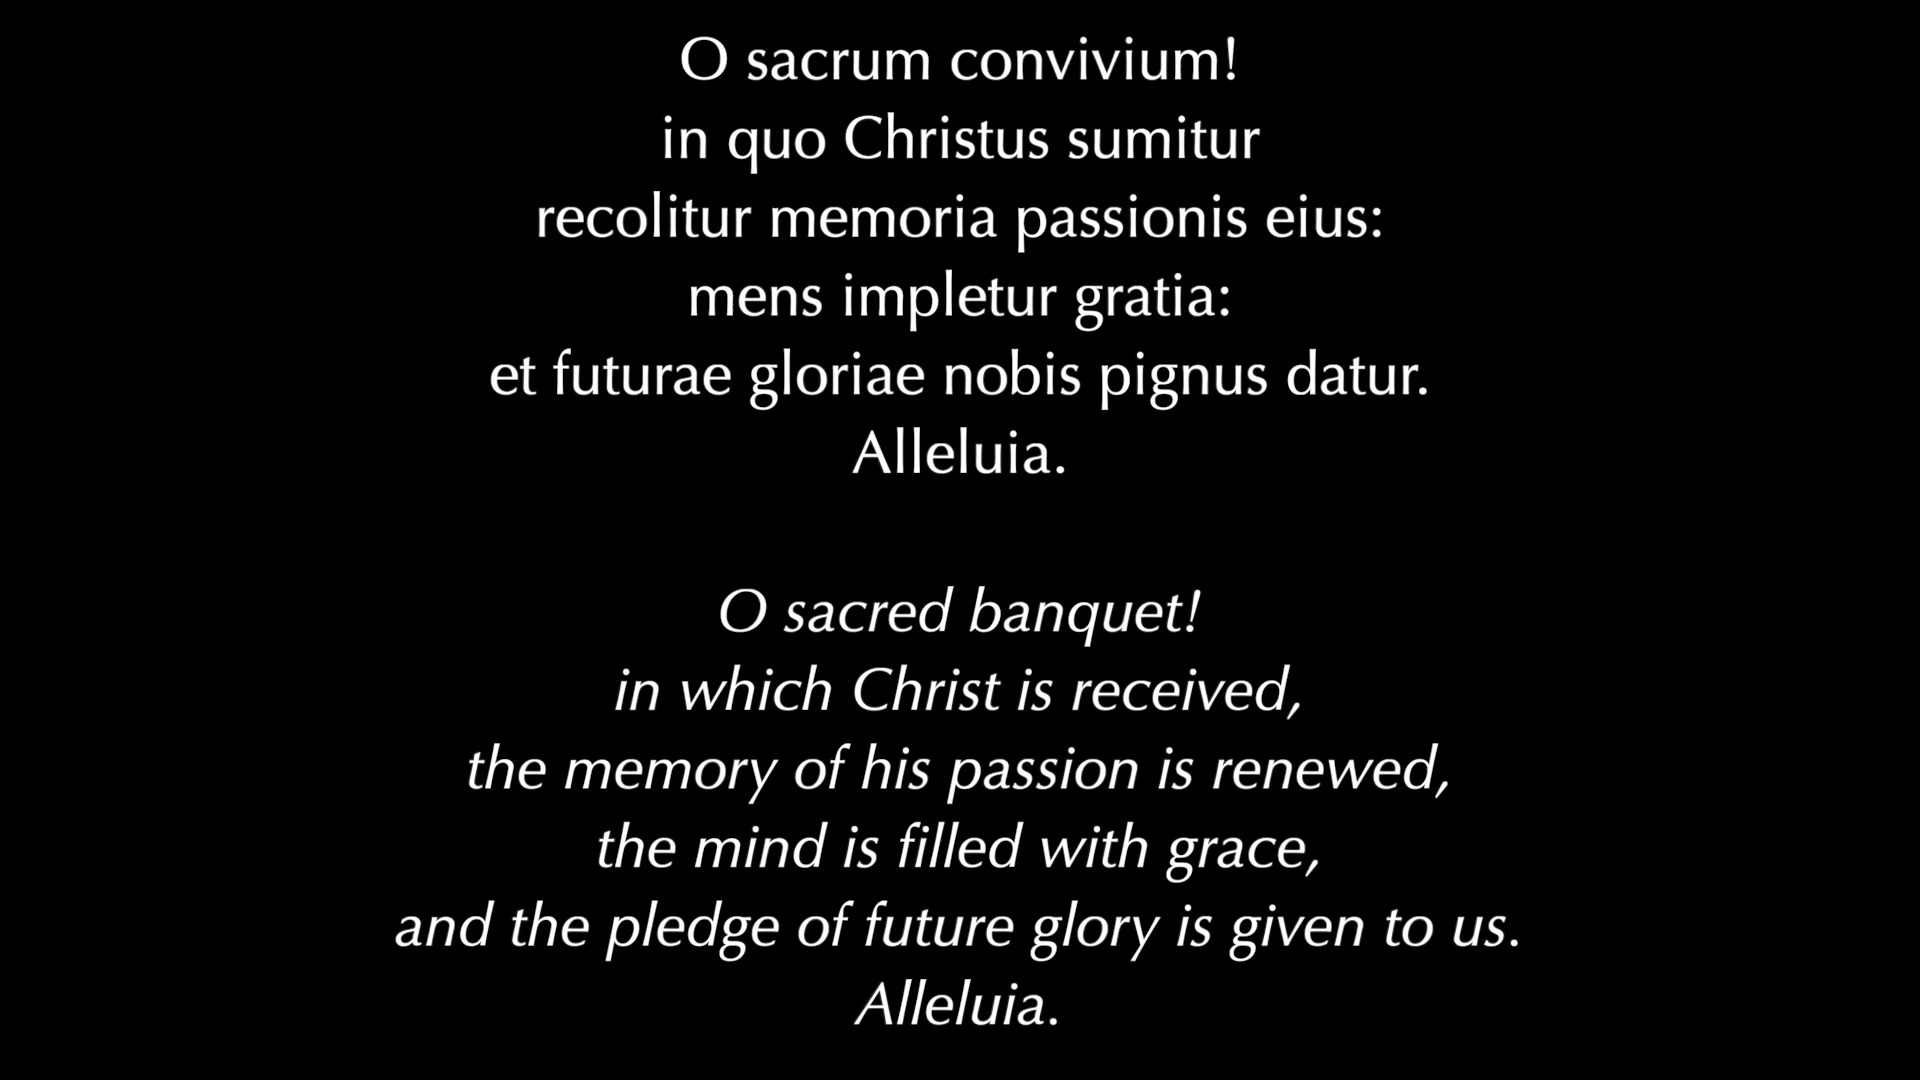 O sacrum convivium!
in quo Christus sumitur
recolitur memoria passionis eius:
mens impletur gratia:
et futurae gloriae nobis pignus datur.
Alleluia.
O sacred banquet!
in which Christ is received,
the memory of his passion is renewed,
the mind is filled with grace,
and the pledge of future glory is given to us.
Alleluia.